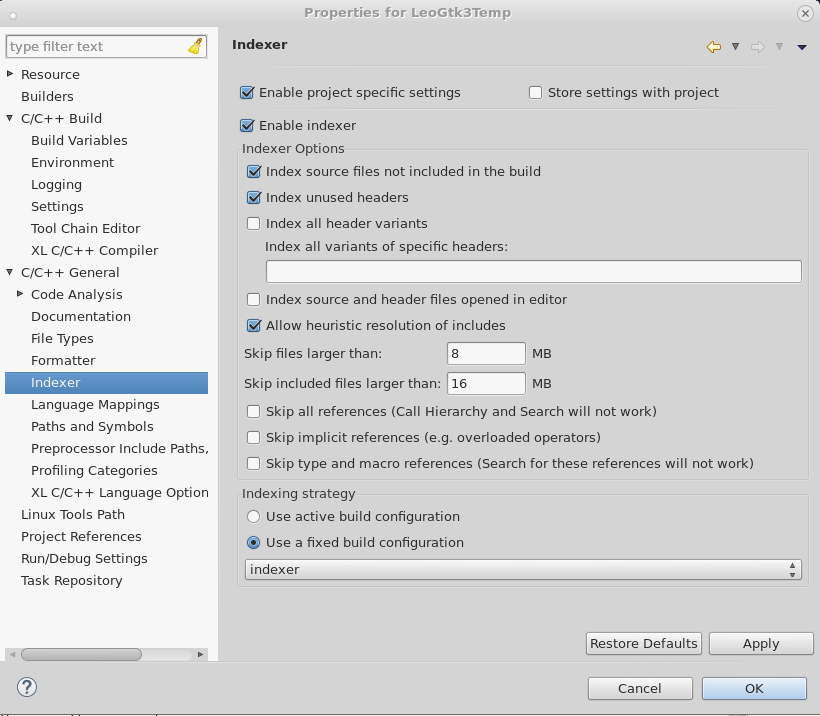 Properties for LeoGtk3Temp
type filter text
Resource
Builders
C/C++ Build
Build Variables
Environment
Logging
Settings
Tool Chain Editor
XL C/C++ Compiler
C/C++ General
Code Analysis
Documentation
File Types
Formatter
Indexer
Language Mappings
Paths and Symbols
Preprocessor Include Paths,
Profiling Categories
XL C/C++ Language Option
Linux Tools Path
Project References
Run/Debug Settings
Task Repository
Indexer
Enable project specific settings
Store settings with project
Enable indexer
Indexer Options
Index source files not included in the build
Index unused headers
Index all header variants
Index all variants of specific headers:
Index source and header files opened in editor
Allow heuristic resolution of includes
Skip files larger than: 8 MB
Skip included files larger than: 16 MB
Skip all references (Call Hierarchy and Search will not work)
Skip implicit references (e.g. overloaded operators)
Skip type and macro references (Search for these references will not work)
Indexing strategy
Use active build configuration
Use a fixed build configuration
indexer
Restore Defaults Apply
? Cancel OK